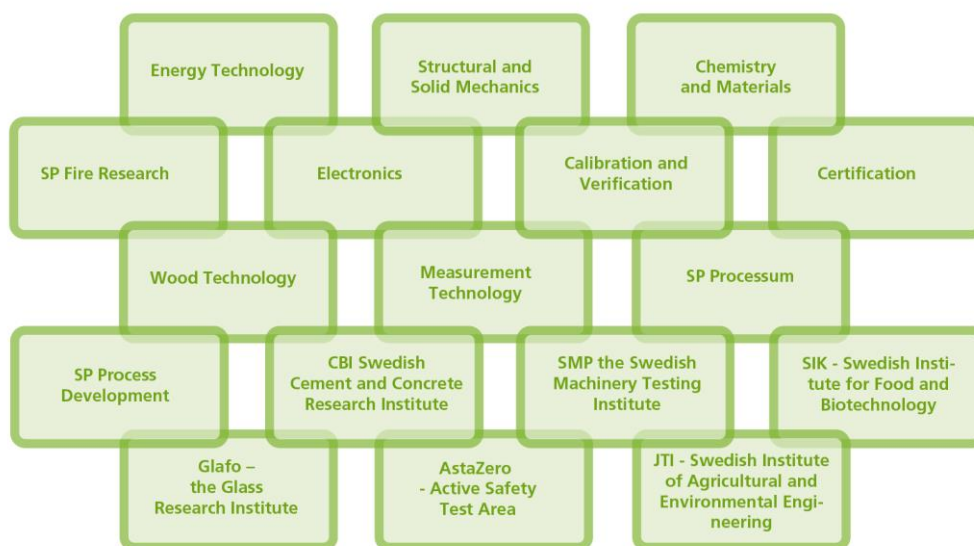 Energy Technology
Structural and
Solid Mechanics
Chemistry
and Materials
SP Fire Research
Electronics
Calibration and
Verification
Certification
Wood Technology
Measurement
Technology
SP Processum
SP Process
Development
CBI Swedish
Cement and Concrete
Research Institute
SMP the Swedish
Machinery Testing
Institute
SIK - Swedish Insti-
tute for Food and
Biotechnology
Glafo –
the Glass
Research Institute
AstaZero
- Active Safety
Test Area
JTI - Swedish Institute
of Agricultural and
Environmental Engi-
neering